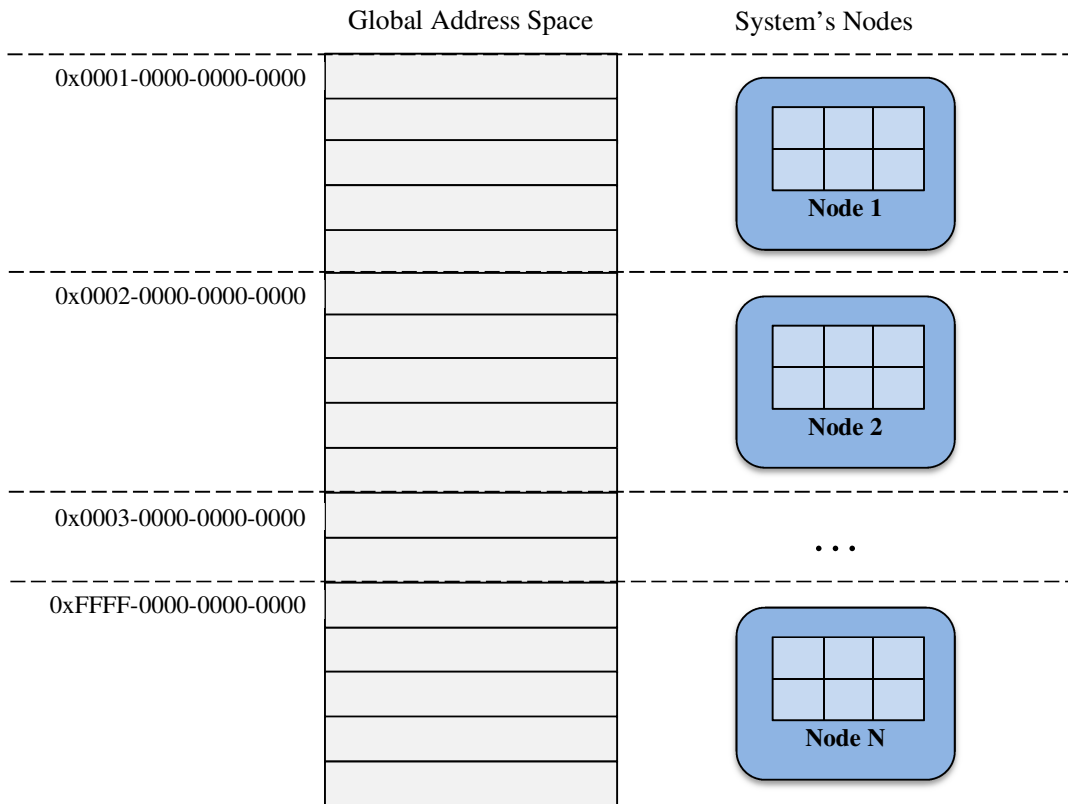 Global Address Space
System's Nodes
0x0001-0000-0000-0000
Node 1
0x0002-0000-0000-0000
Node 2
0x0003-0000-0000-0000
...
0xFFFF-0000-0000-0000
Node N